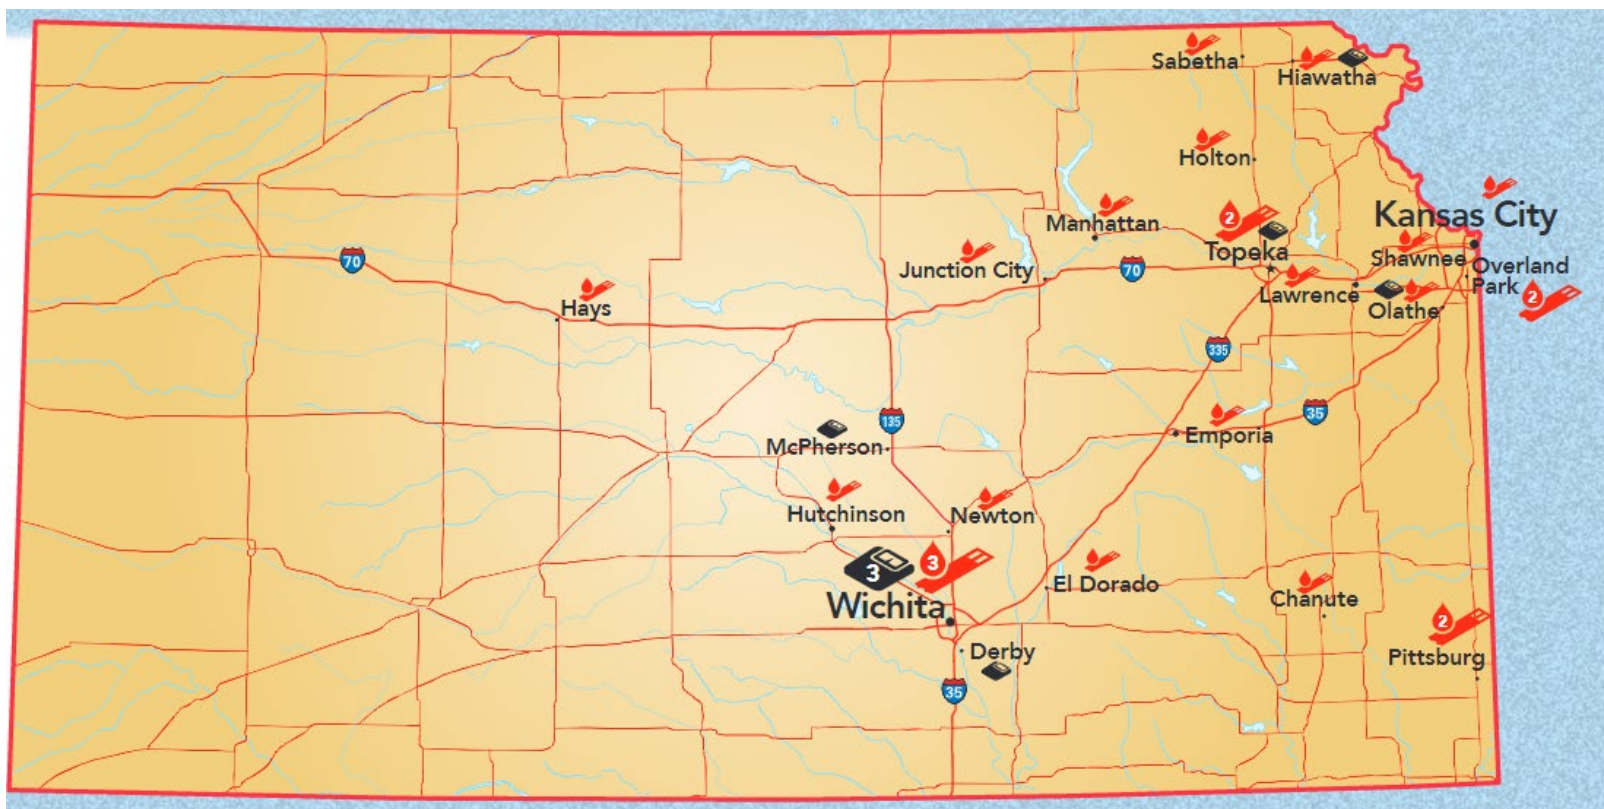 Sabetha
Hiawatha
Holton
Kansas City
Manhattan
2
Topeka
Shawnee
Junction City
70
70
Overland
Park
Lawrence
Olathe
2
Hays
335
35
135
Emporia
McPherson
Hutchinson
Newton
3
3
Wichita
El Dorado
Chanute
2
Pittsburg
Derby
35